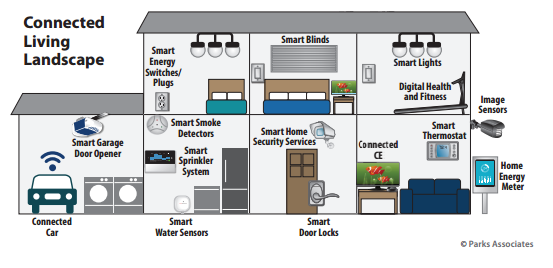 Connected
Living
Landscape
Smart
Energy
Switches/
Plugs
Smart Blinds
Smart Lights
Digital Health
and Fitness
Image
Sensors
Smart Garage
Door Opener
Smart Smoke
Detectors
Smart
Sprinkler
System
Smart Home
Security Services
Connected
CE
Smart
Thermostat
Home
Energy
Meter
Connected
Car
Smart
Water Sensors
Smart
Door Locks
© Parks Associates